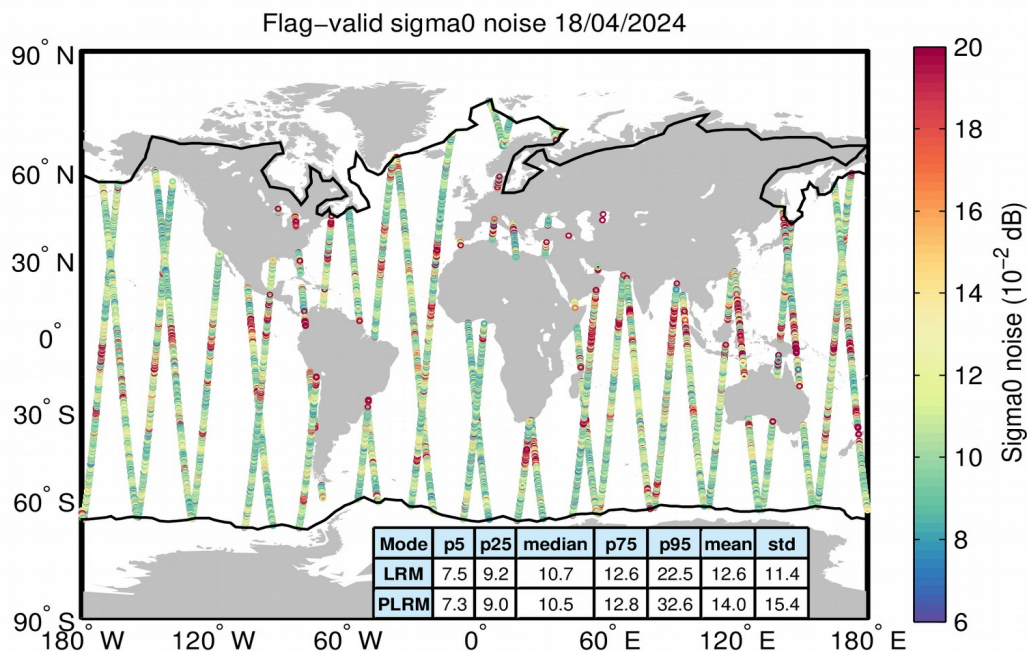 Flag−valid sigma0 noise 18/04/2024
90° N
60° N
30° N
0°
30° S
60° S
90° S
180° W
120° W
60° W
0°
60° E
120° E
180° E
20
18
16
14
12
10
8
6
Sigma0 noise (10⁻² dB)
Mode p5 p25 median p75 p95 mean std
LRM 7.5 9.2 10.7 12.6 22.5 12.6 11.4
PLRM 7.3 9.0 10.5 12.8 32.6 14.0 15.4